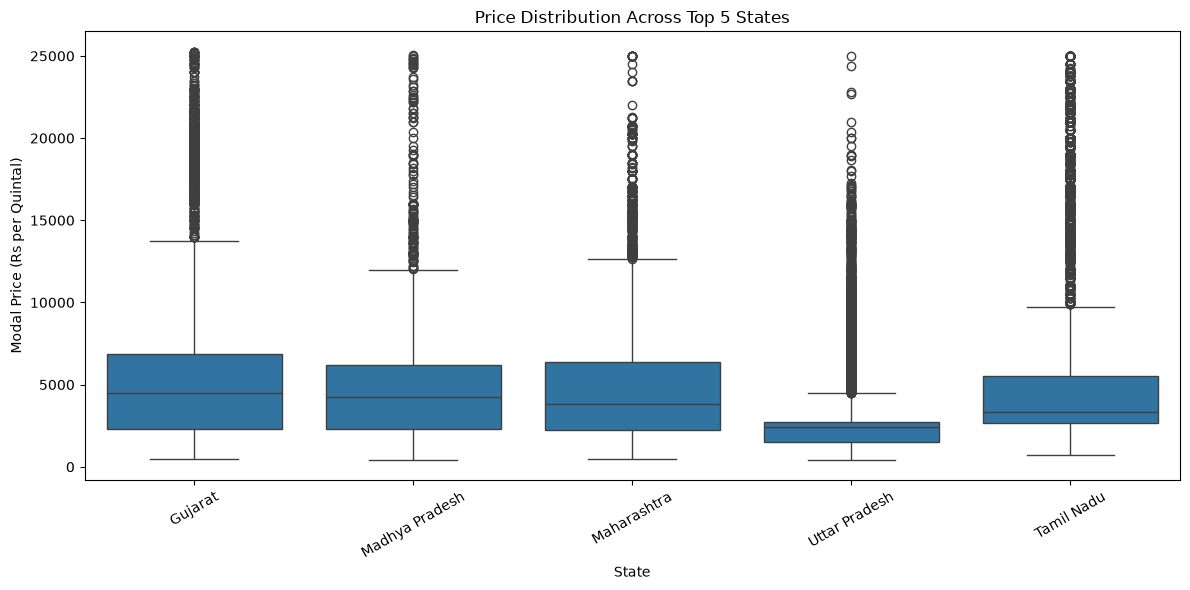 Price Distribution Across Top 5 States
Modal Price (Rs per Quintal)
25000
20000
15000
10000
5000
0
Gujarat
Madhya Pradesh
Maharashtra
Uttar Pradesh
Tamil Nadu
State